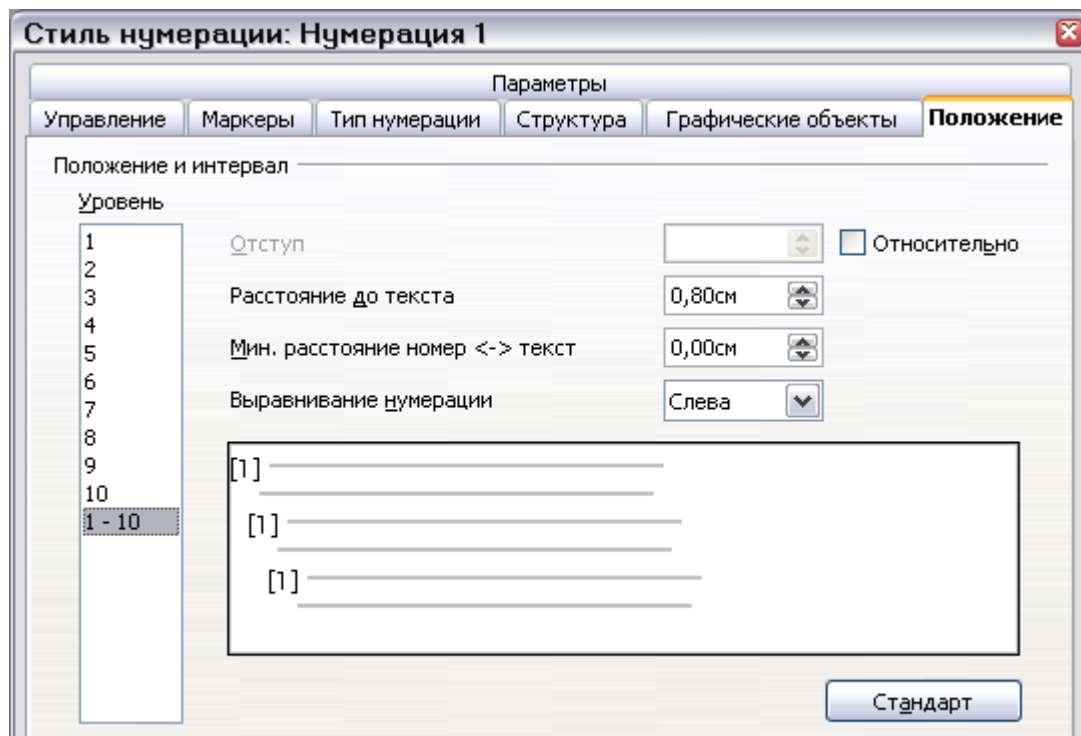 Стиль нумерации: Нумерация 1
Параметры
Управление Маркеры Тип нумерации Структура Графические объекты Положение
Положение и интервал
Уровень
1
2
3
4
5
6
7
8
9
10
1 - 10
Отступ Относительно
Расстояние до текста 0,80см
Мин. расстояние номер <-> текст 0,00см
Выравнивание нумерации Слева
[1]
[1]
[1]
Стандарт